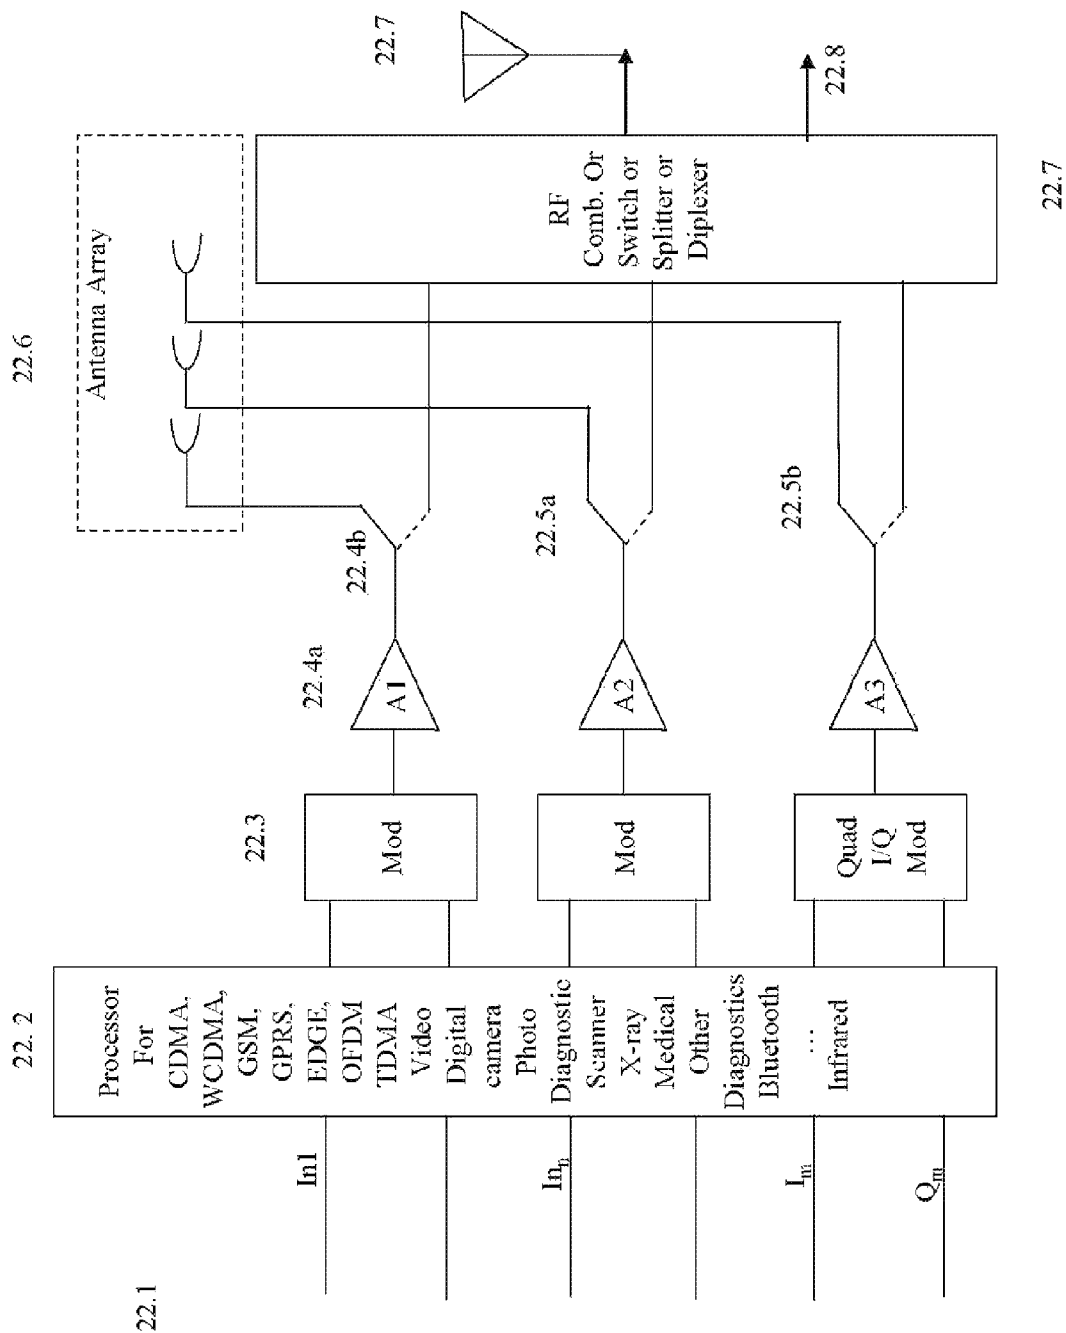 22.1
In1
In_n
I_m
Q_m
22. 2
Processor
For
CDMA,
WCDMA,
GSM,
GPRS,
EDGE,
OFDM
TDMA
Video
Digital
camera
Photo
Diagnostic
Scanner
X-ray
Medical
Other
Diagnostics
Bluetooth
...
Infrared
22.3
Mod
Mod
Quad
I/Q
Mod
22.4a
A1
A2
A3
22.4b
22.5a
22.5b
22.6
Antenna Array
RF
Comb. Or
Switch or
Splitter or
Diplexer
22.7
22.7
22.8